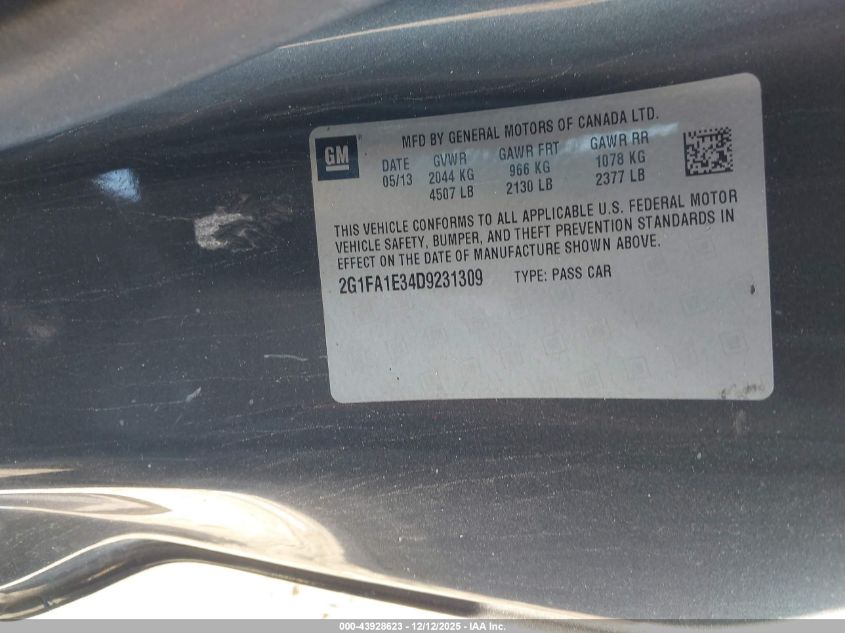 GM
MFD BY GENERAL MOTORS OF CANADA LTD.
DATE GVWR GAWR FRT GAWR RR
05/13 2044 KG 966 KG 1078 KG
4507 LB 2130 LB 2377 LB
THIS VEHICLE CONFORMS TO ALL APPLICABLE U.S. FEDERAL MOTOR
VEHICLE SAFETY, BUMPER, AND THEFT PREVENTION STANDARDS IN
EFFECT ON THE DATE OF MANUFACTURE SHOWN ABOVE.
2G1FA1E34D9231309 TYPE: PASS CAR
000-43928623 - 12/12/2025 - IAA Inc.